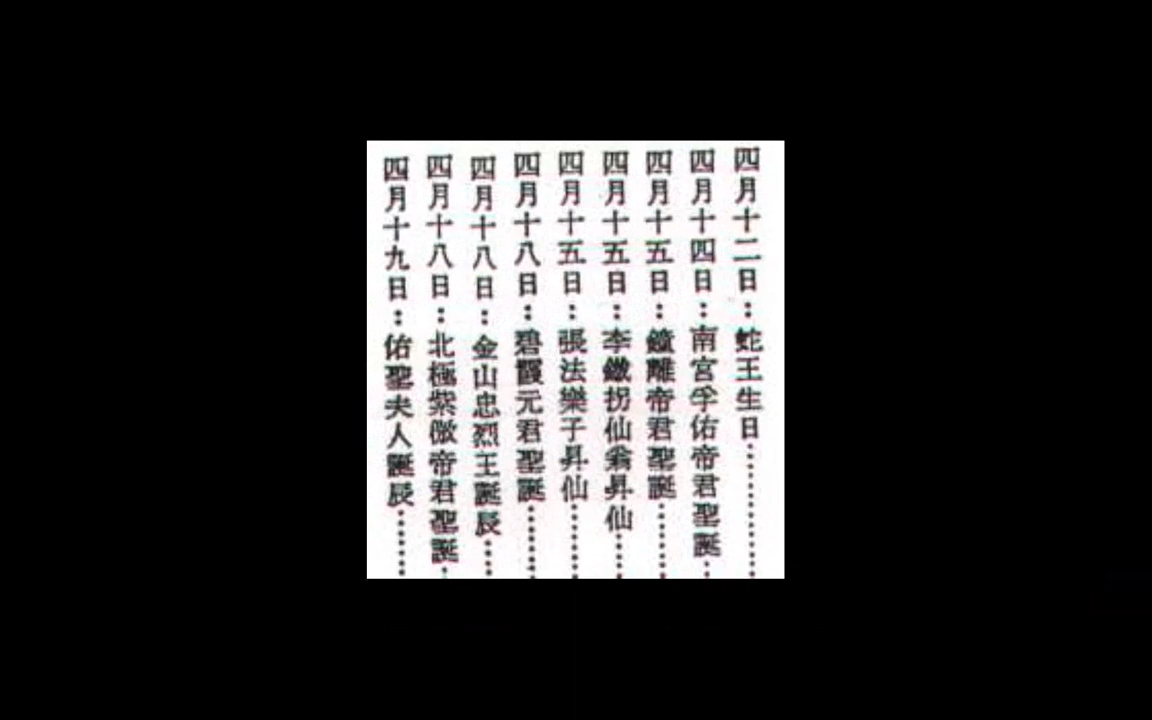 四月十二日：蛇王生日………………
四月十四日：南宮孚佑帝君聖誕…
四月十五日：鐘離帝君聖誕………
四月十五日：李鐵拐仙翁昇仙……
四月十五日：張法樂子昇仙………
四月十八日：碧霞元君聖誕………
四月十八日：金山忠烈王誕辰……
四月十八日：北極紫微帝君聖誕…
四月十九日：佑聖夫人誕辰………